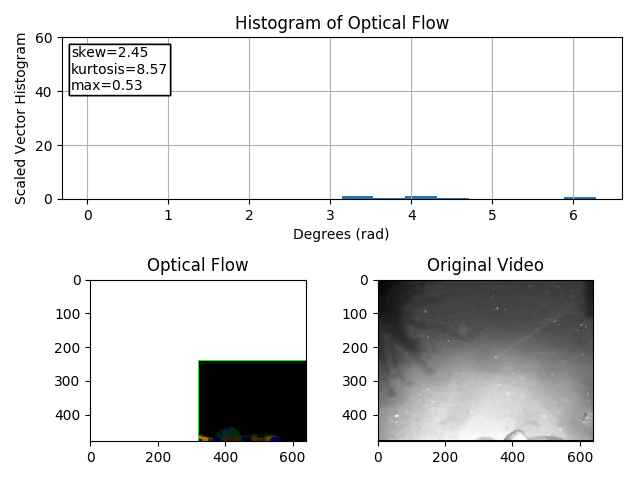 Histogram of Optical Flow
Scaled Vector Histogram
60
40
20
0
skew=2.45
kurtosis=8.57
max=0.53
0 1 2 3 4 5 6
Degrees (rad)
Optical Flow
0
100
200
300
400
0 200 400 600
Original Video
0
100
200
300
400
0 200 400 600